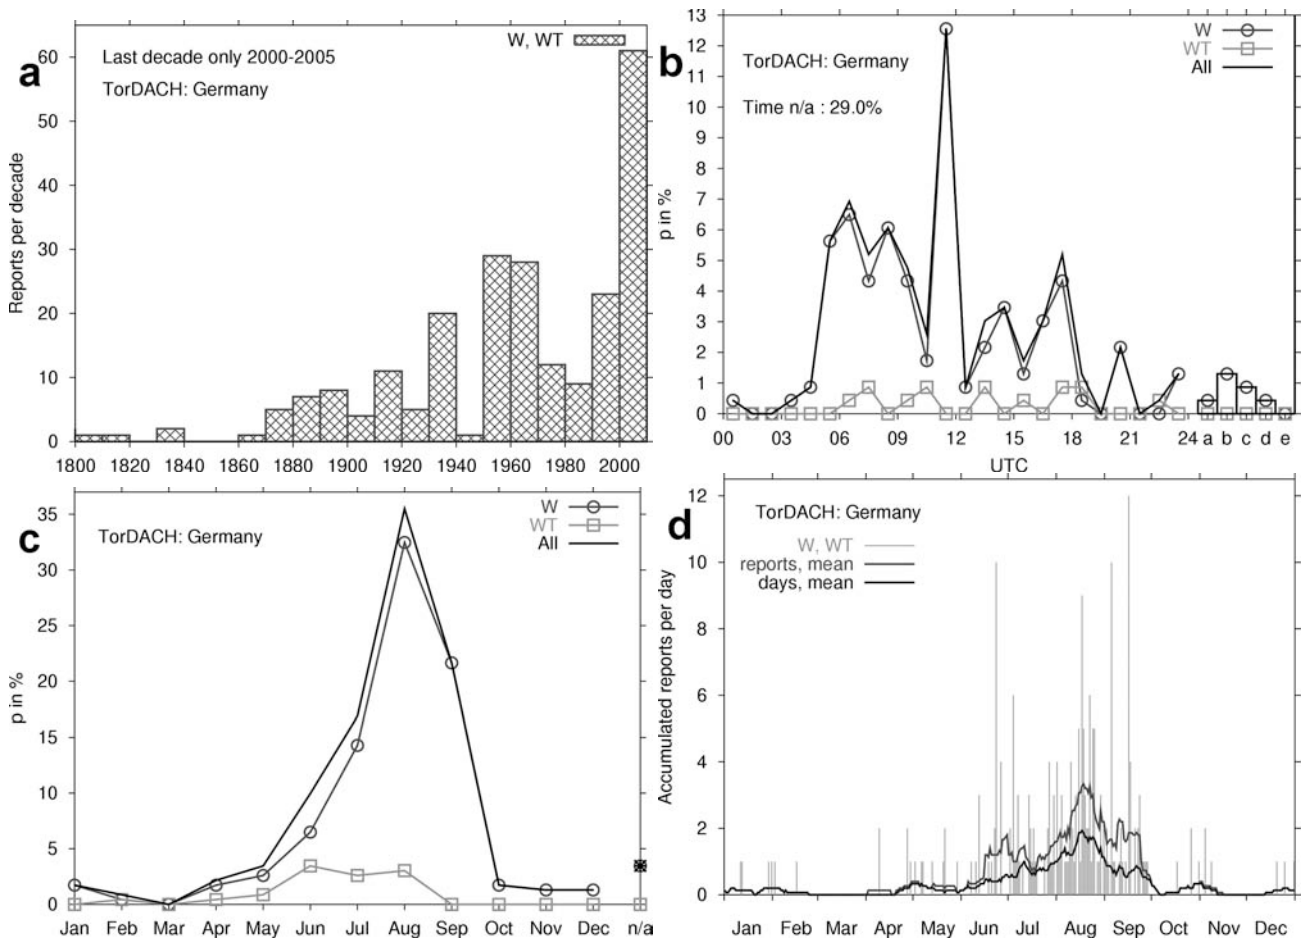 a
Last decade only 2000-2005
W, WT
TorDACH: Germany
Reports per decade
60
50
40
30
20
10
0
1800 1820 1840 1860 1880 1900 1920 1940 1960 1980 2000
b
TorDACH: Germany
W
WT
All
Time n/a : 29.0%
p in %
13
12
11
10
9
8
7
6
5
4
3
2
1
0
00 03 06 09 12 15 18 21 24 a b c d e
UTC
c
TorDACH: Germany
W
WT
All
p in %
35
30
25
20
15
10
5
0
Jan Feb Mar Apr May Jun Jul Aug Sep Oct Nov Dec n/a
d
TorDACH: Germany
W, WT
reports, mean
days, mean
Accumulated reports per day
12
10
8
6
4
2
0
Jan Feb Mar Apr May Jun Jul Aug Sep Oct Nov Dec